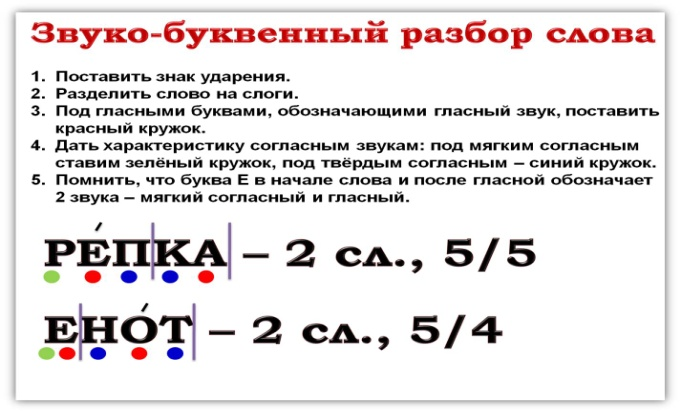 Звуко-буквенный разбор слова
1. Поставить знак ударения.
2. Разделить слово на слоги.
3. Под гласными буквами, обозначающими гласный звук, поставить
красный кружок.
4. Дать характеристику согласным звукам: под мягким согласным
ставим зелёный кружок, под твёрдым согласным – синий кружок.
5. Помнить, что буква Е в начале слова и после гласной обозначает
2 звука – мягкий согласный и гласный.
РЕ́П|КА| – 2 сл., 5/5
Е|НО́Т| – 2 сл., 5/4